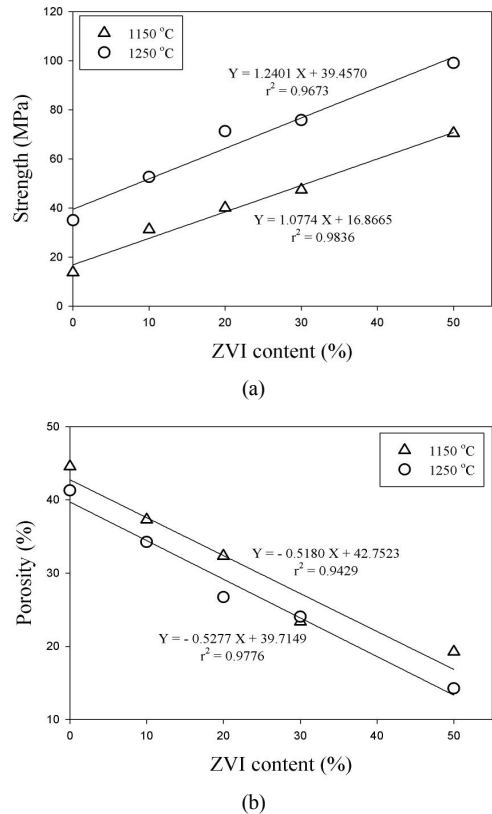 (a)
120
100
80
60
40
20
0
Strength (MPa)
1150 °C
1250 °C
Y = 1.2401 X + 39.4570
r² = 0.9673
Y = 1.0774 X + 16.8665
r² = 0.9836
0 10 20 30 40 50
ZVI content (%)
(a)
50
40
30
20
10
Porosity (%)
1150 °C
1250 °C
Y = - 0.5180 X + 42.7523
r² = 0.9429
Y = - 0.5277 X + 39.7149
r² = 0.9776
0 10 20 30 40 50
ZVI content (%)
(b)